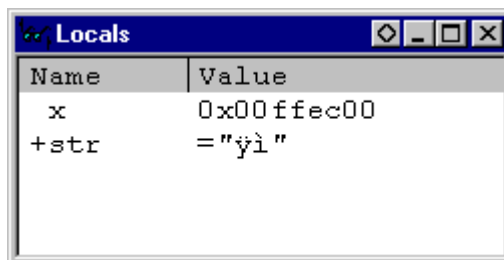 Locals
Name Value
x 0x00ffec00
+str ="ÿì"